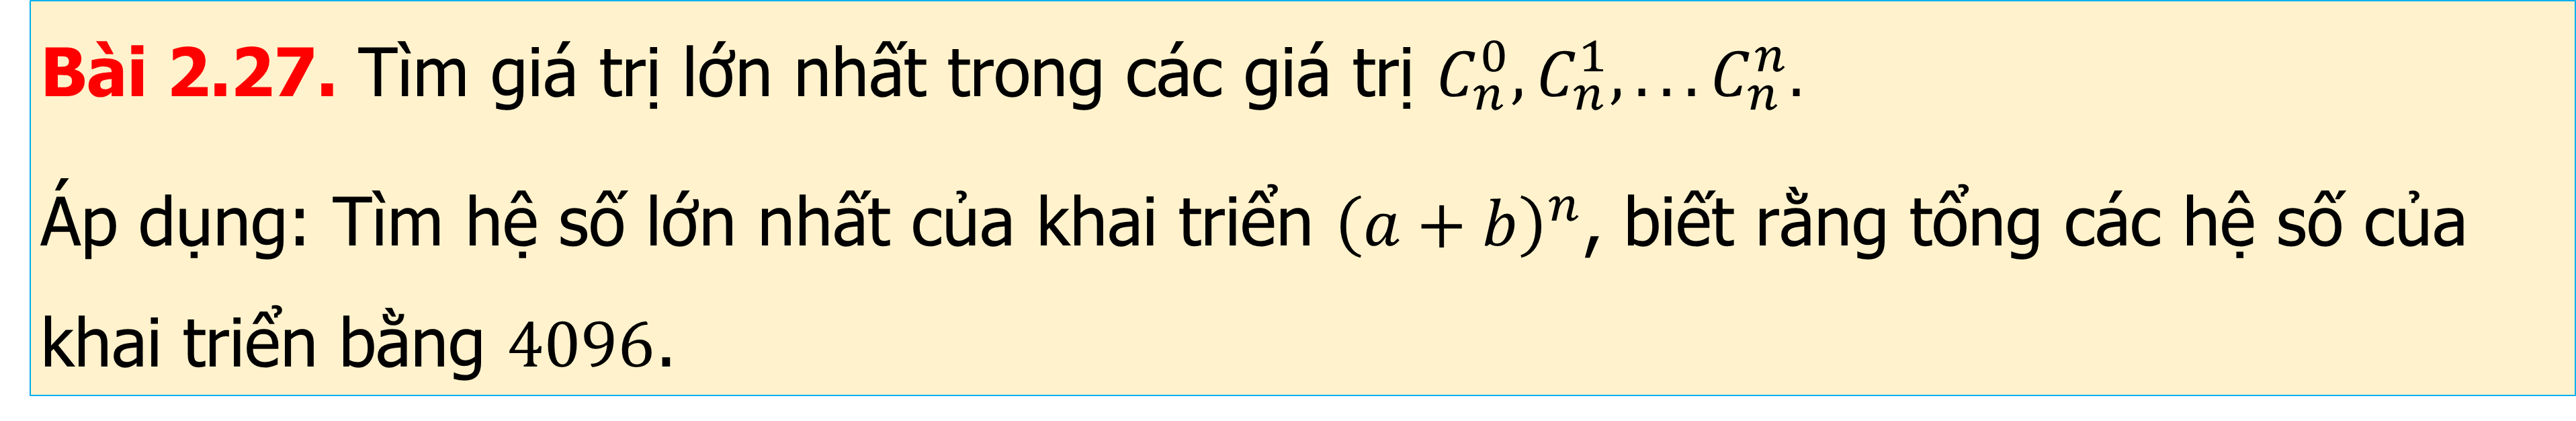 Bài 2.27. Tìm giá trị lớn nhất trong các giá trị $C_n^0, C_n^1, \ldots C_n^n$.
Áp dụng: Tìm hệ số lớn nhất của khai triển $(a + b)^n$, biết rằng tổng các hệ số của
khai triển bằng 4096.